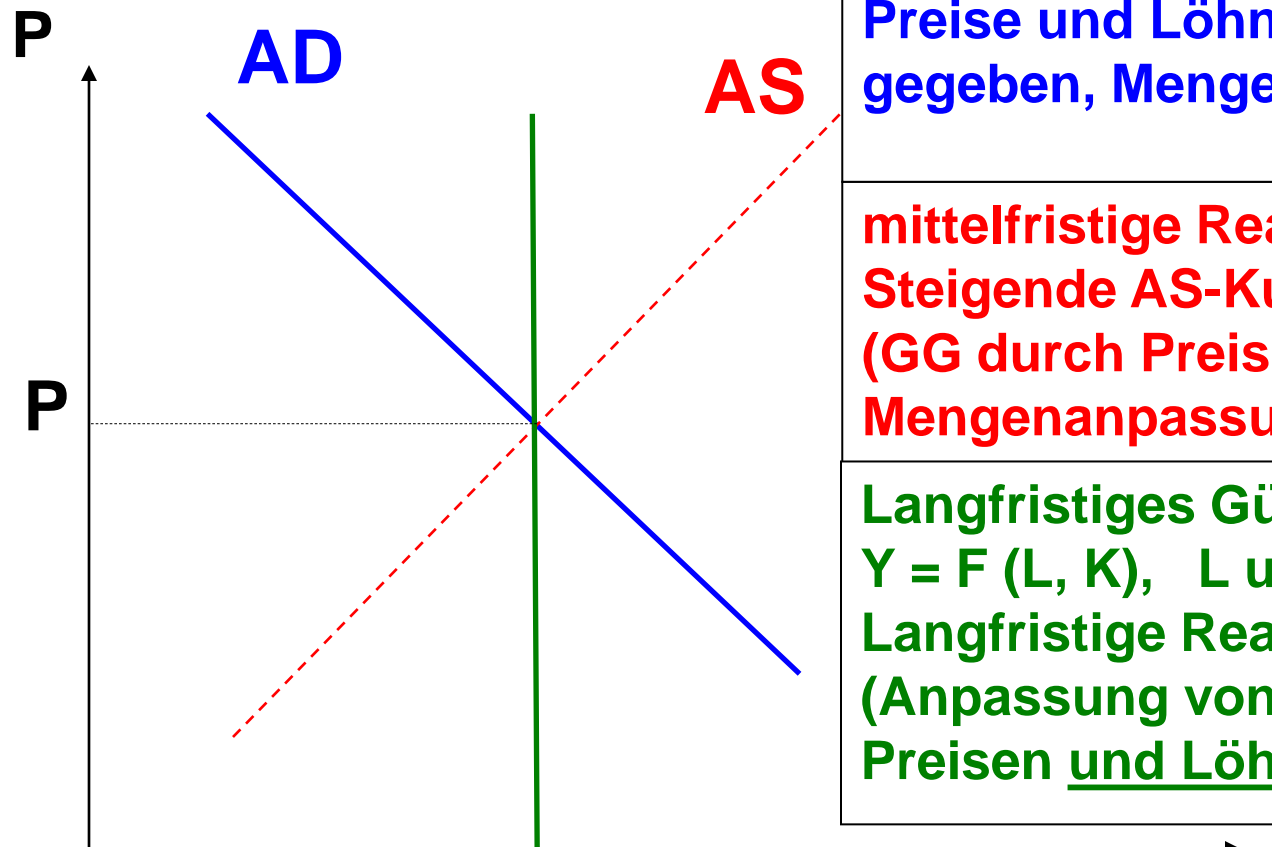 P
AD
AS
P
Preise und Löhn
gegeben, Menge
mittelfristige Rea
Steigende AS-Ku
(GG durch Preis
Mengenanpassu
Langfristiges Gü
Y = F (L, K), L u
Langfristige Rea
(Anpassung von
Preisen und Löh